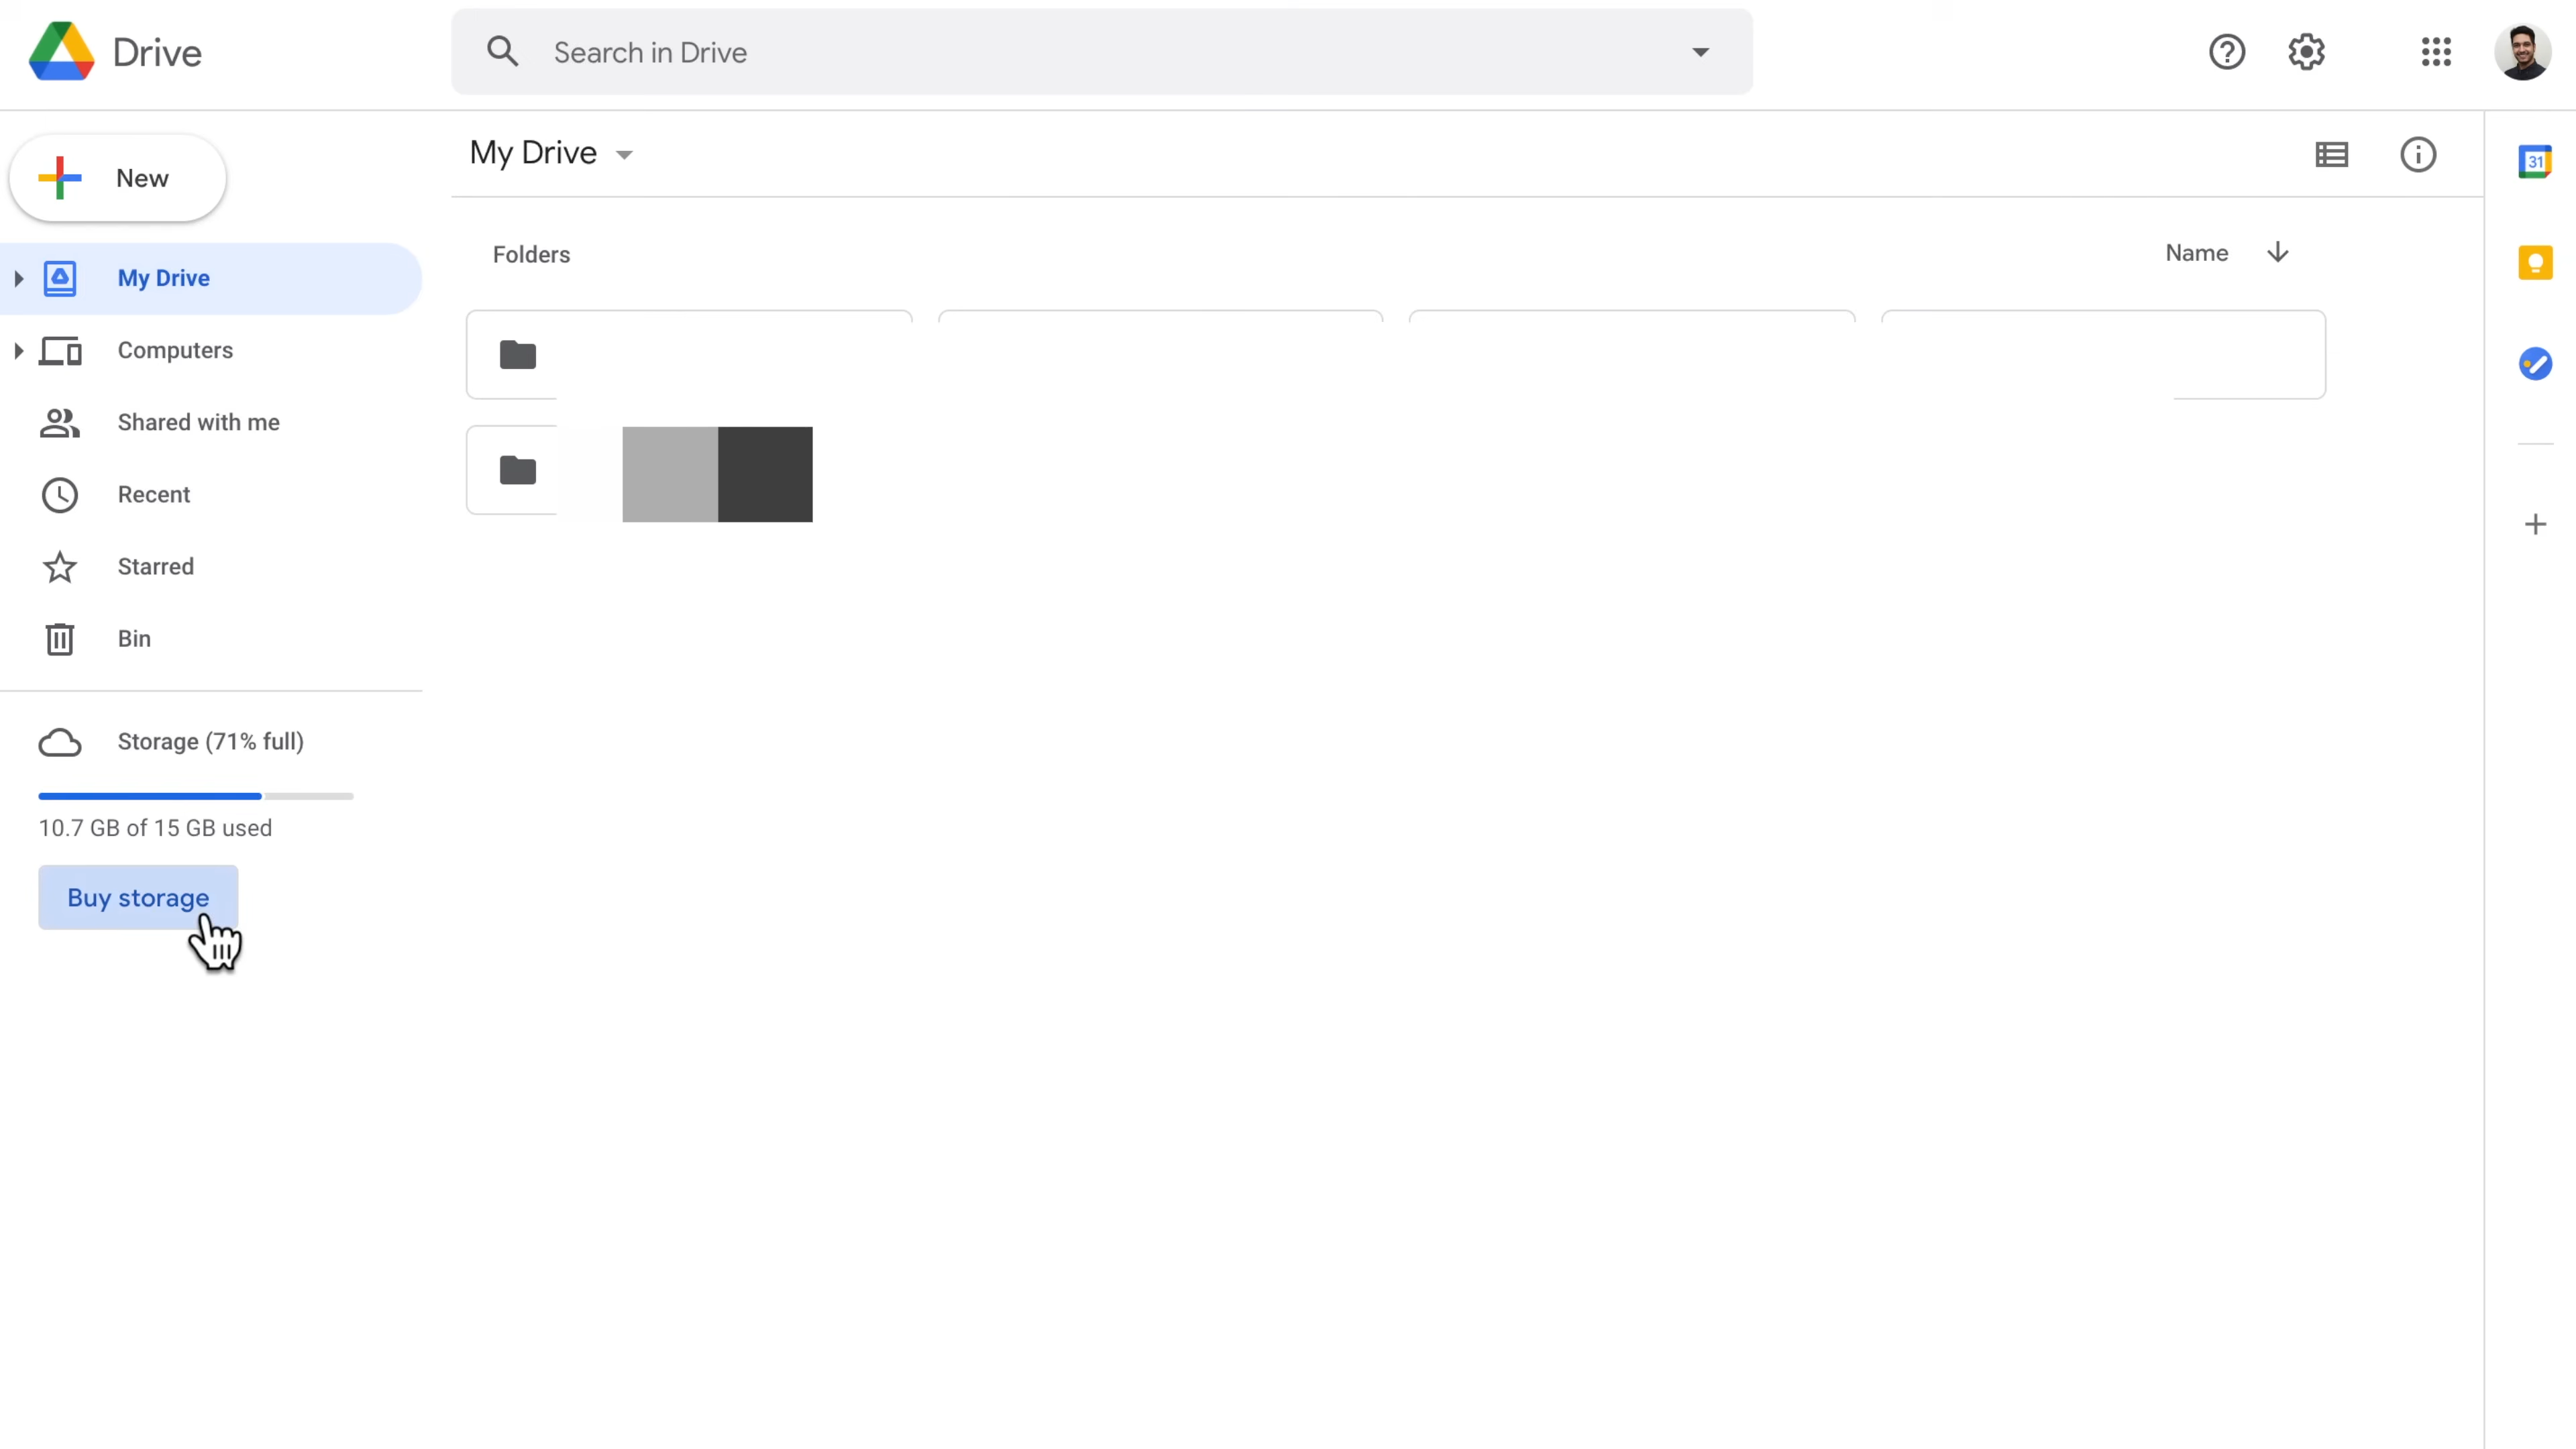 Drive
Search in Drive
New
My Drive
Folders
Name
My Drive
Computers
Shared with me
Recent
Starred
Bin
Storage (71% full)
10.7 GB of 15 GB used
Buy storage
31